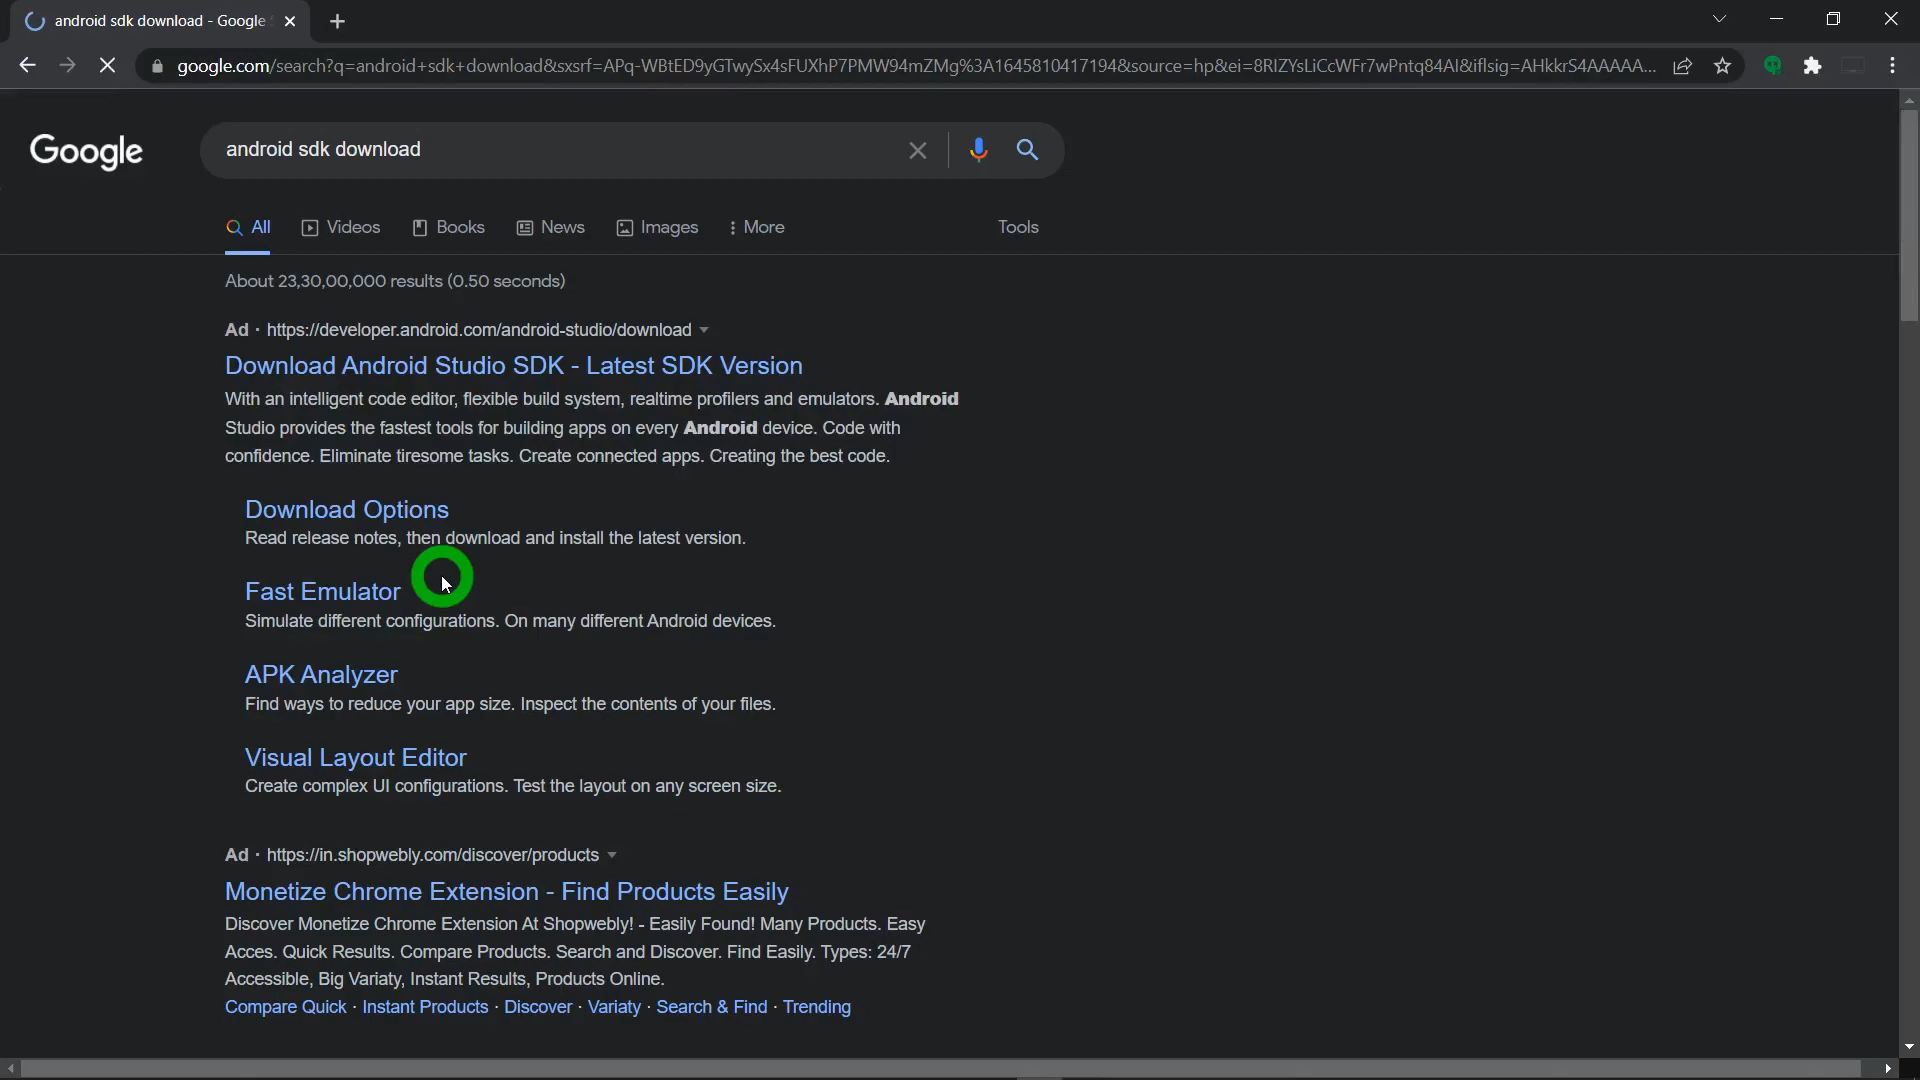 android sdk download - Google
google.com/search?q=android+sdk+download&sxsrf=APq-WBtED9yGTwySx4sFUXhP7PMW94mZMg%3A1645810417194&source=hp&ei=8RIZYsLiCcWFr7wPntq84AI&iflsig=AHkkrS4AAAAA...
Google
android sdk download
All
Videos
Books
News
Images
More
Tools
About 23,30,00,000 results (0.50 seconds)
Ad · https://developer.android.com/android-studio/download
Download Android Studio SDK - Latest SDK Version
With an intelligent code editor, flexible build system, realtime profilers and emulators. Android
Studio provides the fastest tools for building apps on every Android device. Code with
confidence. Eliminate tiresome tasks. Create connected apps. Creating the best code.
Download Options
Read release notes, then download and install the latest version.
Fast Emulator
Simulate different configurations. On many different Android devices.
APK Analyzer
Find ways to reduce your app size. Inspect the contents of your files.
Visual Layout Editor
Create complex UI configurations. Test the layout on any screen size.
Ad · https://in.shopwebly.com/discover/products
Monetize Chrome Extension - Find Products Easily
Discover Monetize Chrome Extension At Shopwebly! - Easily Found! Many Products. Easy
Acces. Quick Results. Compare Products. Search and Discover. Find Easily. Types: 24/7
Accessible, Big Variaty, Instant Results, Products Online.
Compare Quick · Instant Products · Discover · Variaty · Search & Find · Trending